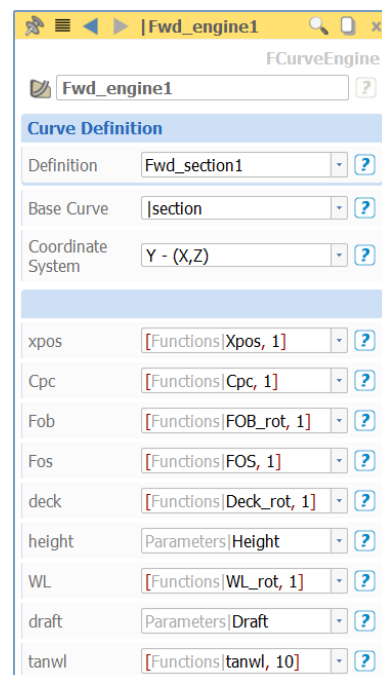 |Fwd_engine1
FCurveEngine
Fwd_engine1
?
Curve Definition
Definition Fwd_section1 ?
Base Curve |section ?
Coordinate
System Y - (X,Z) ?
xpos [Functions|Xpos, 1] ?
Cpc [Functions|Cpc, 1] ?
Fob [Functions|FOB_rot, 1] ?
Fos [Functions|FOS, 1] ?
deck [Functions|Deck_rot, 1] ?
height Parameters|Height ?
WL [Functions|WL_rot, 1] ?
draft Parameters|Draft ?
tanwl [Functions|tanwl, 10] ?